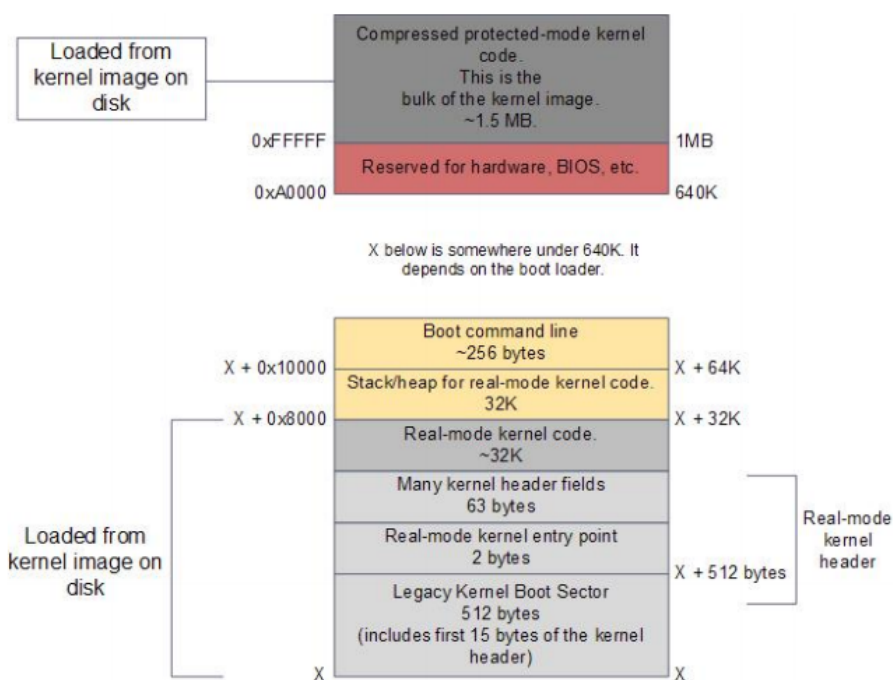 Loaded from
kernel image on
disk
Compressed protected-mode kernel
code.
This is the
bulk of the kernel image.
~1.5 MB.
0xFFFFF
1MB
Reserved for hardware, BIOS, etc.
0xA0000
640K
X below is somewhere under 640K. It
depends on the boot loader.
Boot command line
~256 bytes
X + 0x10000
X + 64K
Stack/heap for real-mode kernel code.
32K
X + 0x8000
X + 32K
Real-mode kernel code.
~32K
Many kernel header fields
63 bytes
Real-mode kernel entry point
2 bytes
X + 512 bytes
Real-mode
kernel
header
Loaded from
kernel image on
disk
Legacy Kernel Boot Sector
512 bytes
(includes first 15 bytes of the kernel
header)
X
X